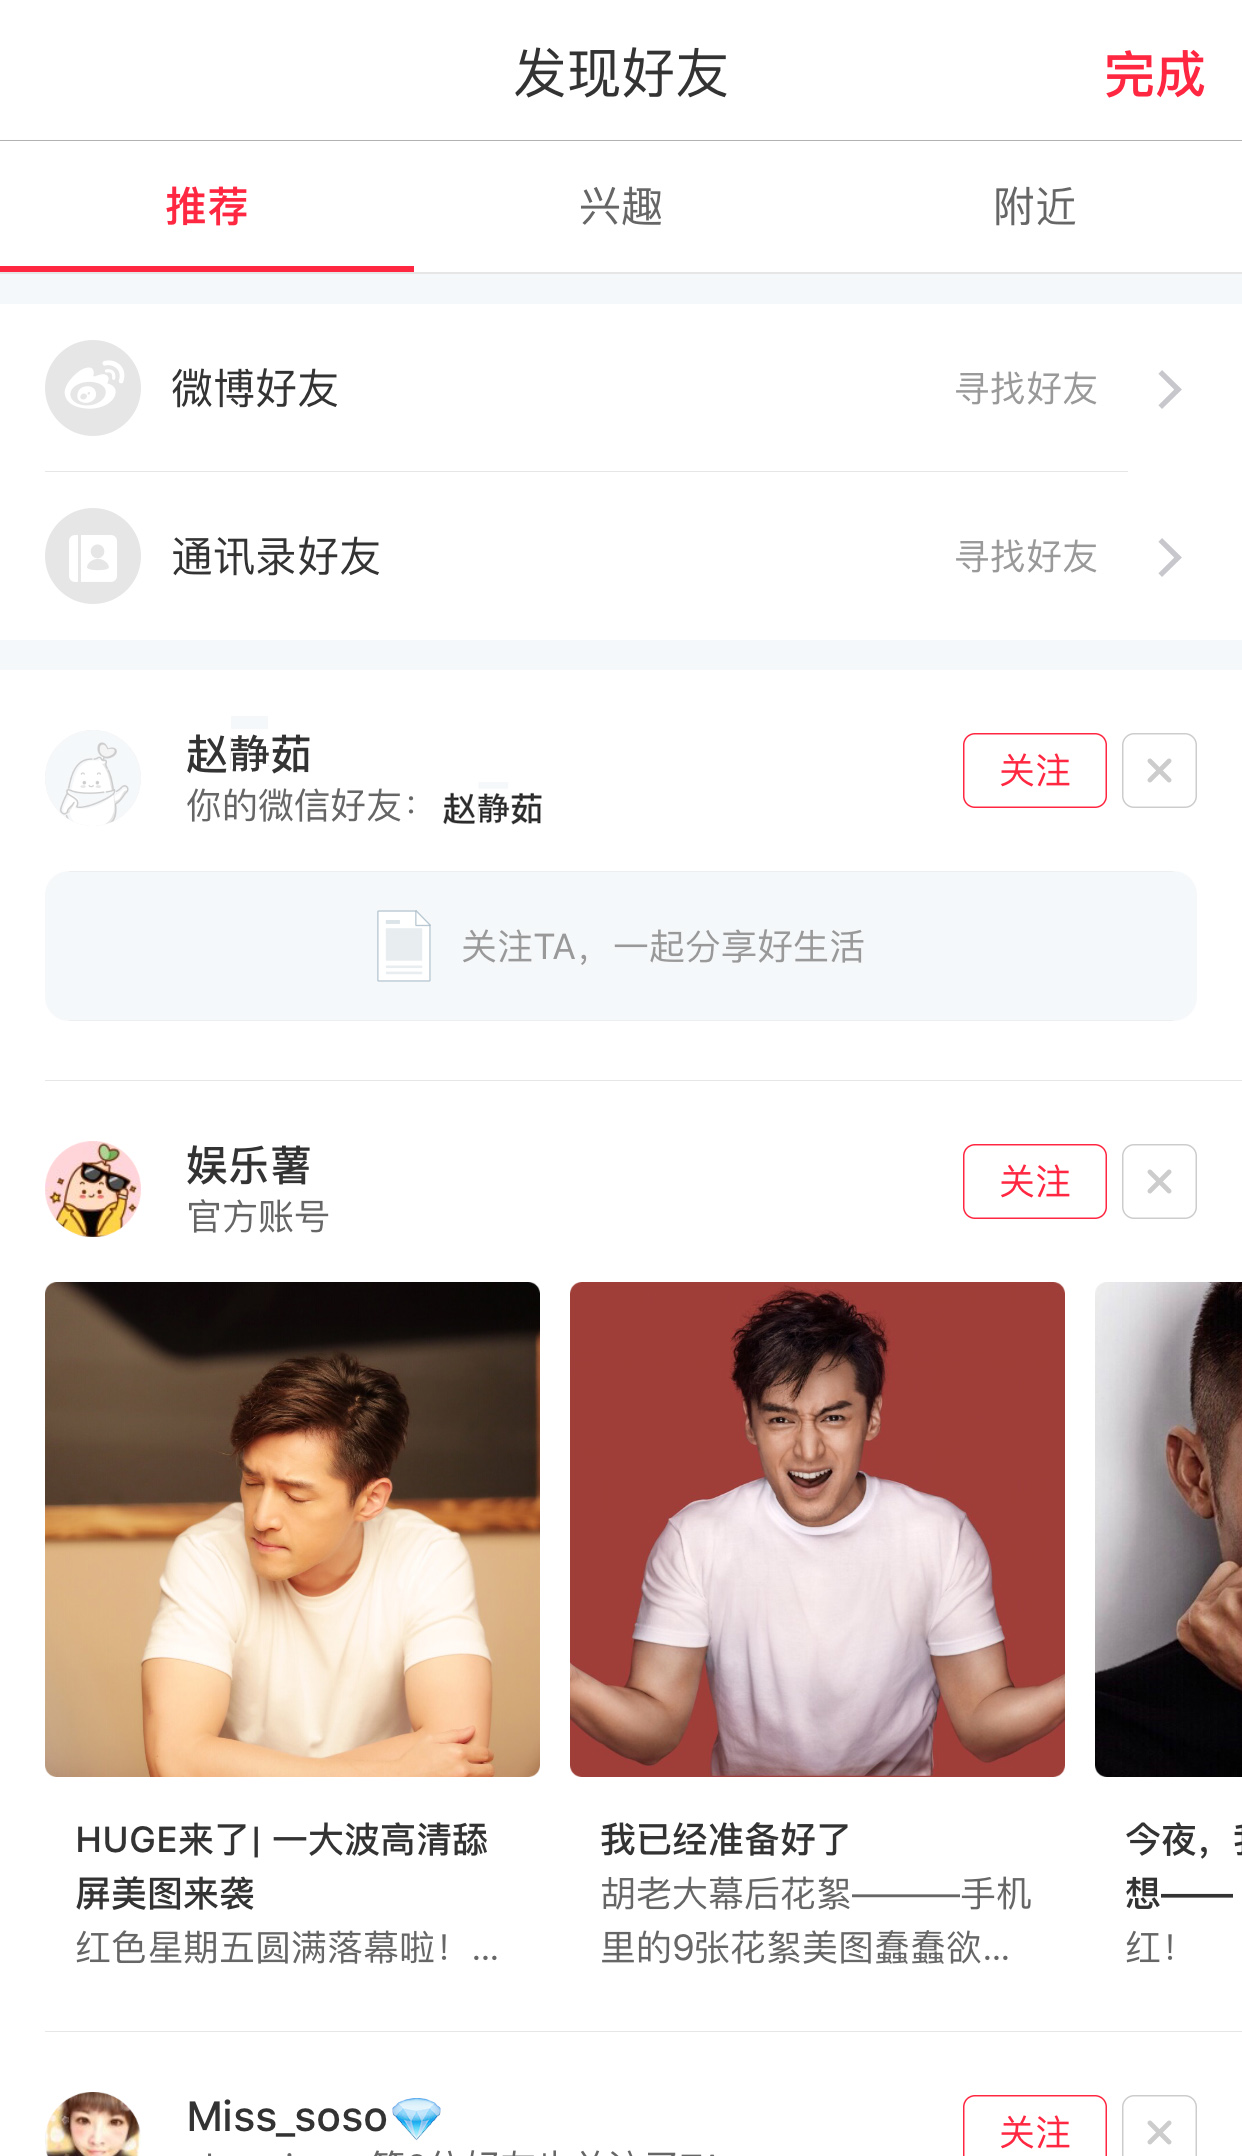 发现好友
完成
推荐
兴趣
附近
微博好友
寻找好友
通讯录好友
寻找好友
赵静茹
你的微信好友： 赵静茹
关注
关注TA，一起分享好生活
娱乐薯
官方账号
关注
HUGE来了| 一大波高清舔
屏美图来袭
红色星期五圆满落幕啦！...
我已经准备好了
胡老大幕后花絮———手机
里的9张花絮美图蠢蠢欲...
今夜，
想——
红！
Miss_soso💎
关注